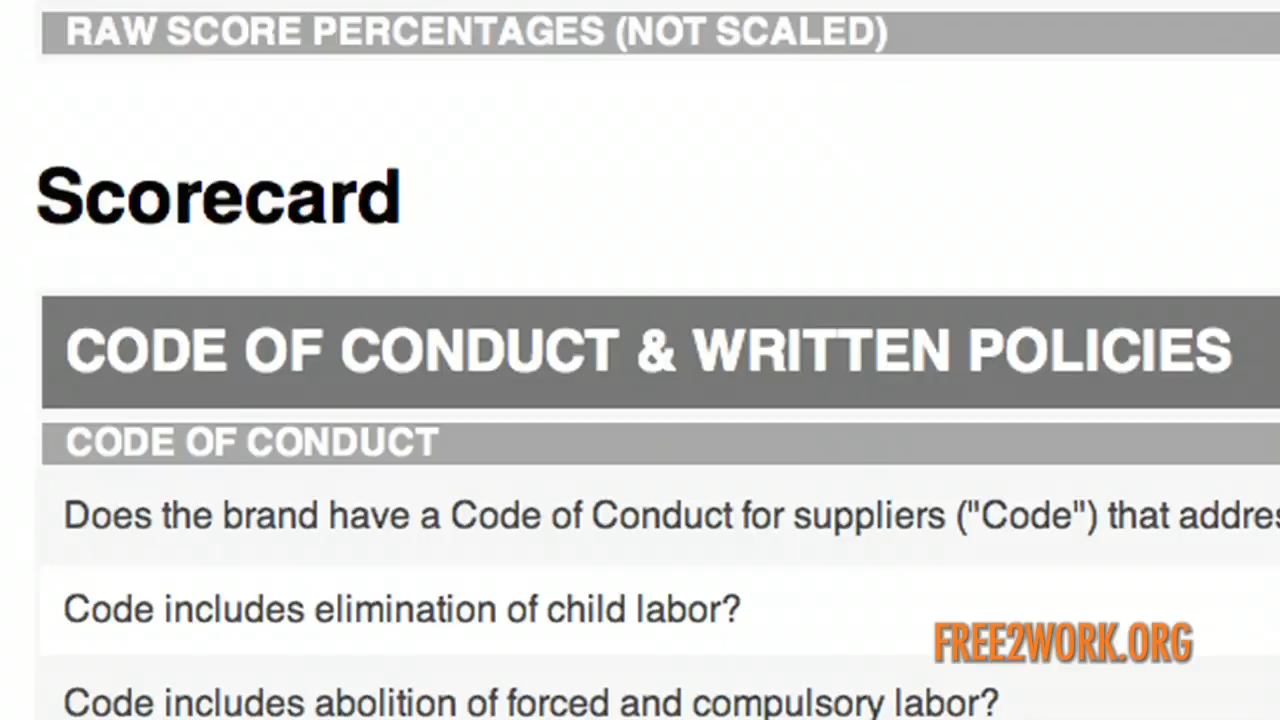 RAW SCORE PERCENTAGES (NOT SCALED)
Scorecard
CODE OF CONDUCT & WRITTEN POLICIES
CODE OF CONDUCT
Does the brand have a Code of Conduct for suppliers ("Code") that
Code includes elimination of child labor?
FREE2WORK.ORG
Code includes abolition of forced and compulsory labor?